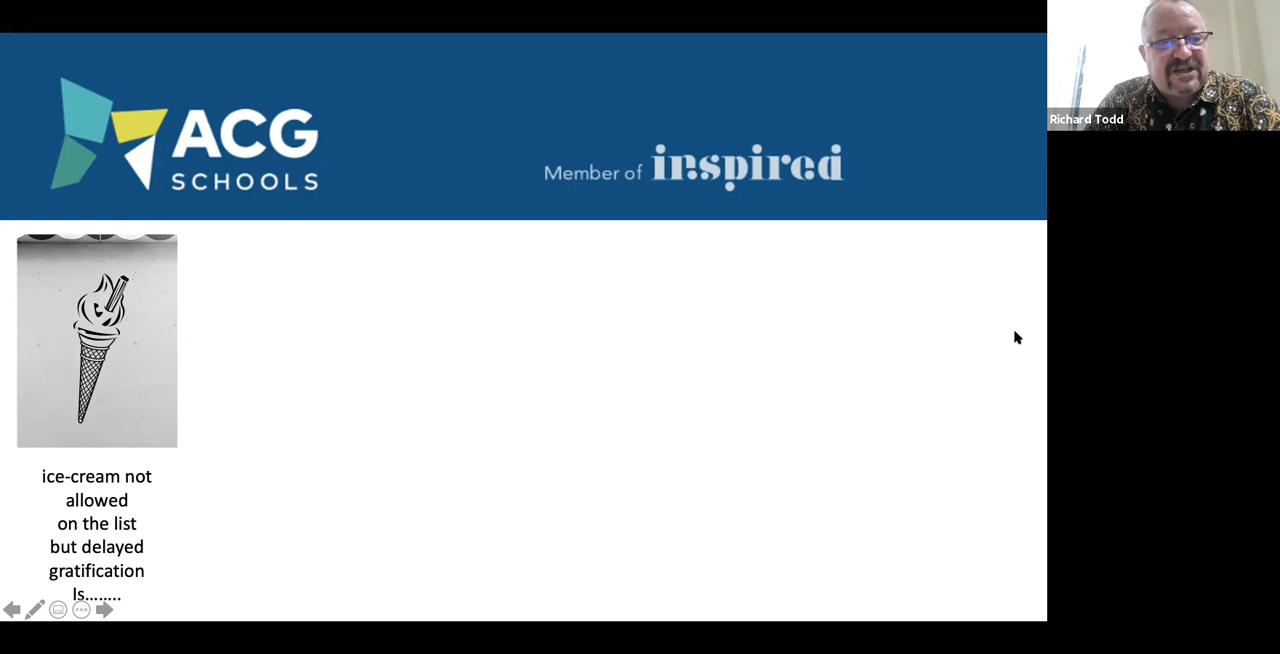 ACG
SCHOOLS
Member of inspired
Richard Todd
ice-cream not
allowed
on the list
but delayed
gratification
Is........